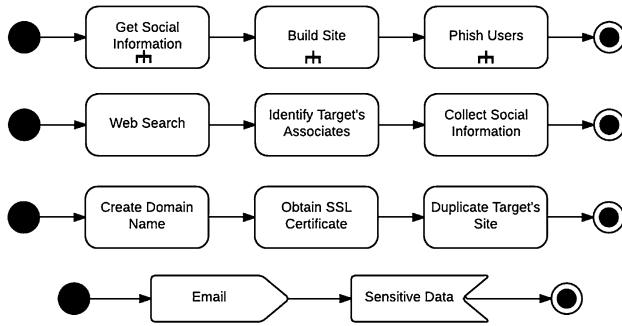 Get Social
Information
Build Site
Phish Users
Web Search
Identify Target's
Associates
Collect Social
Information
Create Domain
Name
Obtain SSL
Certificate
Duplicate Target's
Site
Email
Sensitive Data